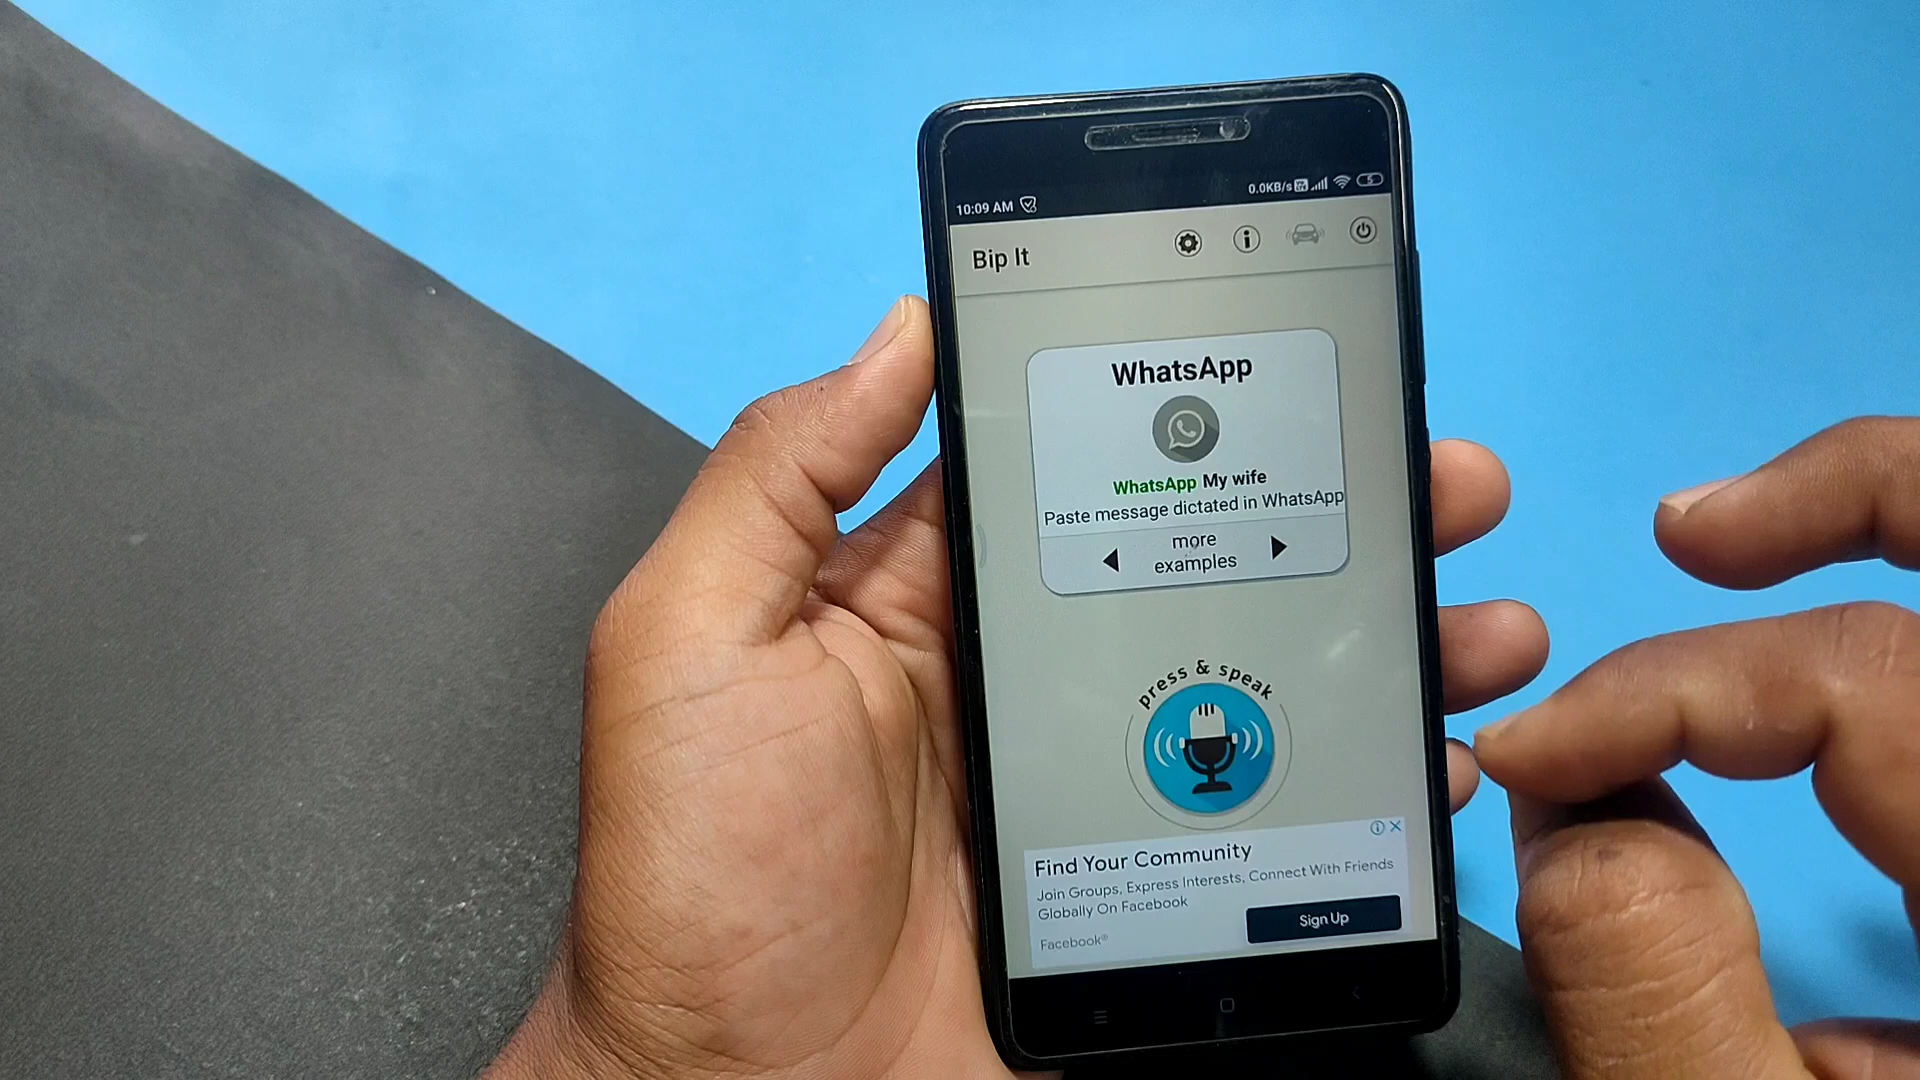 10:09 AM
0.0KB/s
5
Bip It
WhatsApp
WhatsApp My wife
Paste message dictated in WhatsApp
more
examples
press & speak
Find Your Community
Join Groups, Express Interests, Connect With Friends
Globally On Facebook
Sign Up
Facebook®